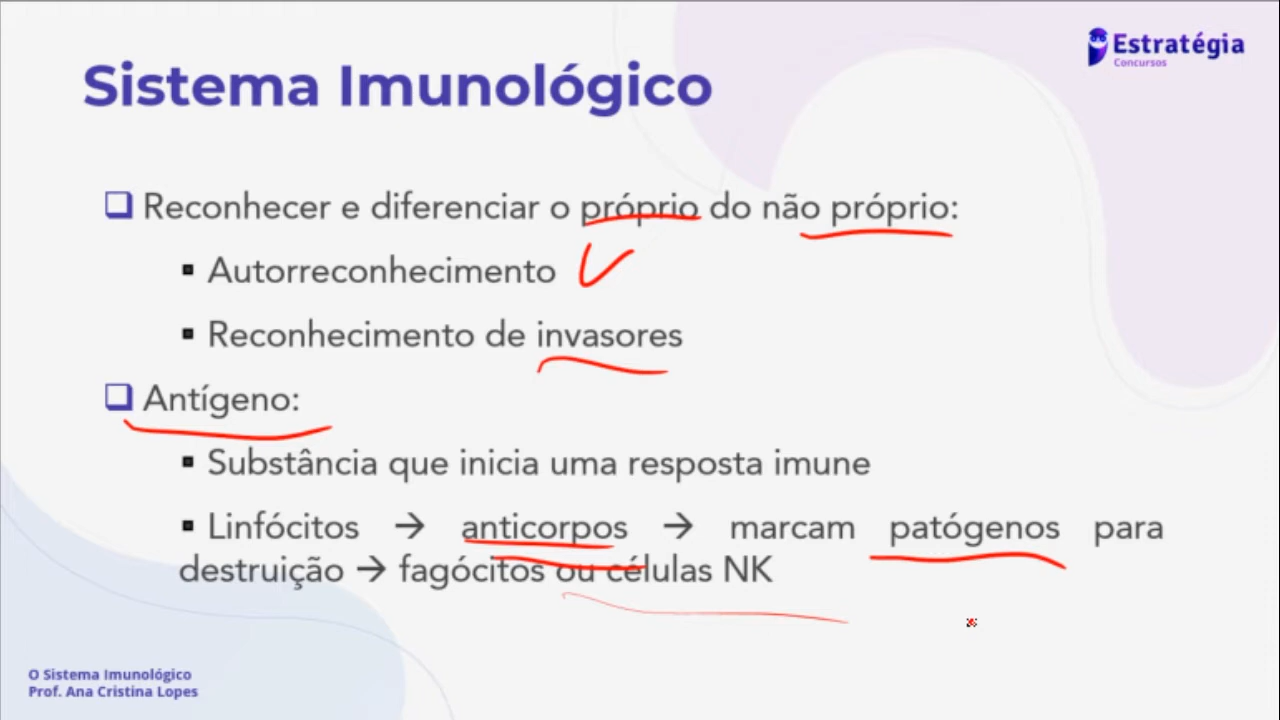 Estratégia
Concursos
Sistema Imunológico
❑ Reconhecer e diferenciar o próprio do não próprio:
▪ Autorreconhecimento
▪ Reconhecimento de invasores
❑ Antígeno:
▪ Substância que inicia uma resposta imune
▪ Linfócitos → anticorpos → marcam patógenos para
destruição → fagócitos ou células NK
O Sistema Imunológico
Prof. Ana Cristina Lopes